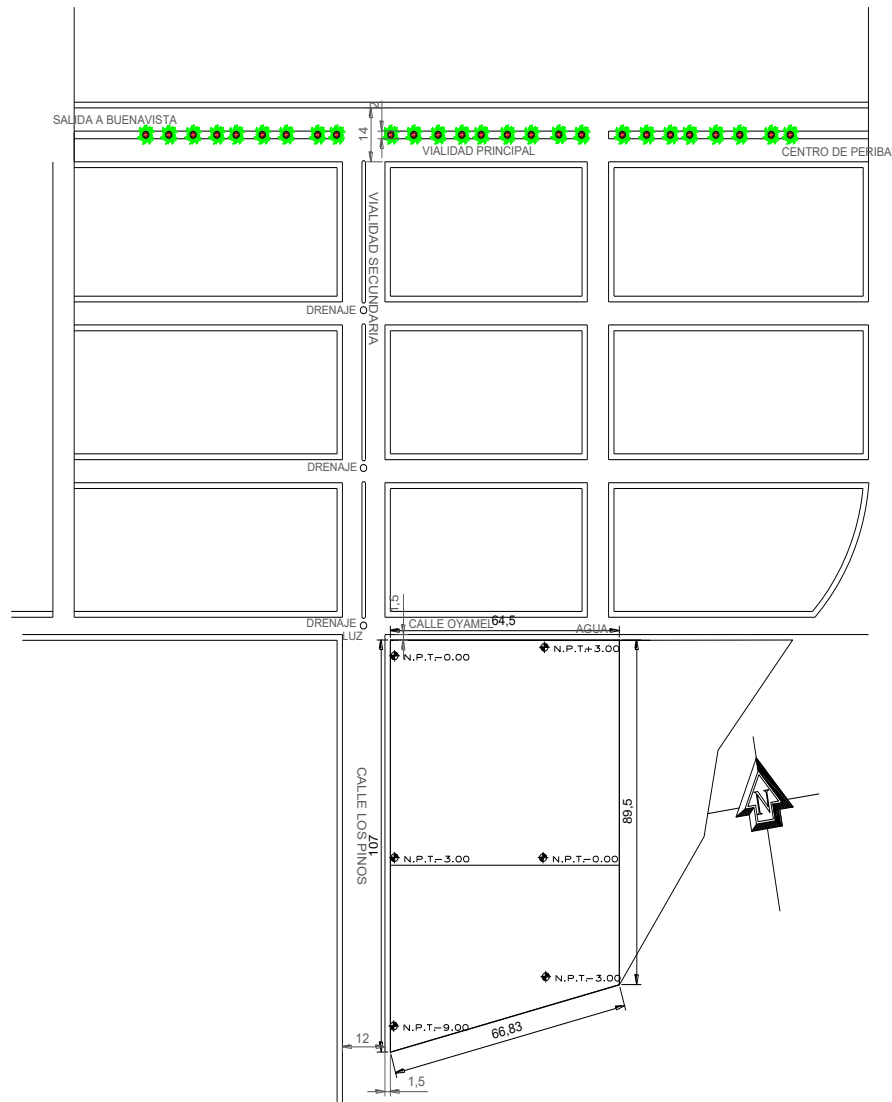 2
SALIDA A BUENAVISTA
14
VIALIDAD PRINCIPAL
CENTRO DE PERIBA
VIALIDAD SECUNDARIA
DRENAJE
DRENAJE
1,5
DRENAJE
CALLE OYAMEL
64,5
AGUA
LUZ
N.P.T.-0.00
N.P.T.+3.00
CALLE LOS PINOS
107
89,5
N
N.P.T.-3.00
N.P.T.-0.00
N.P.T.-3.00
N.P.T.-9.00
66,83
12
1,5